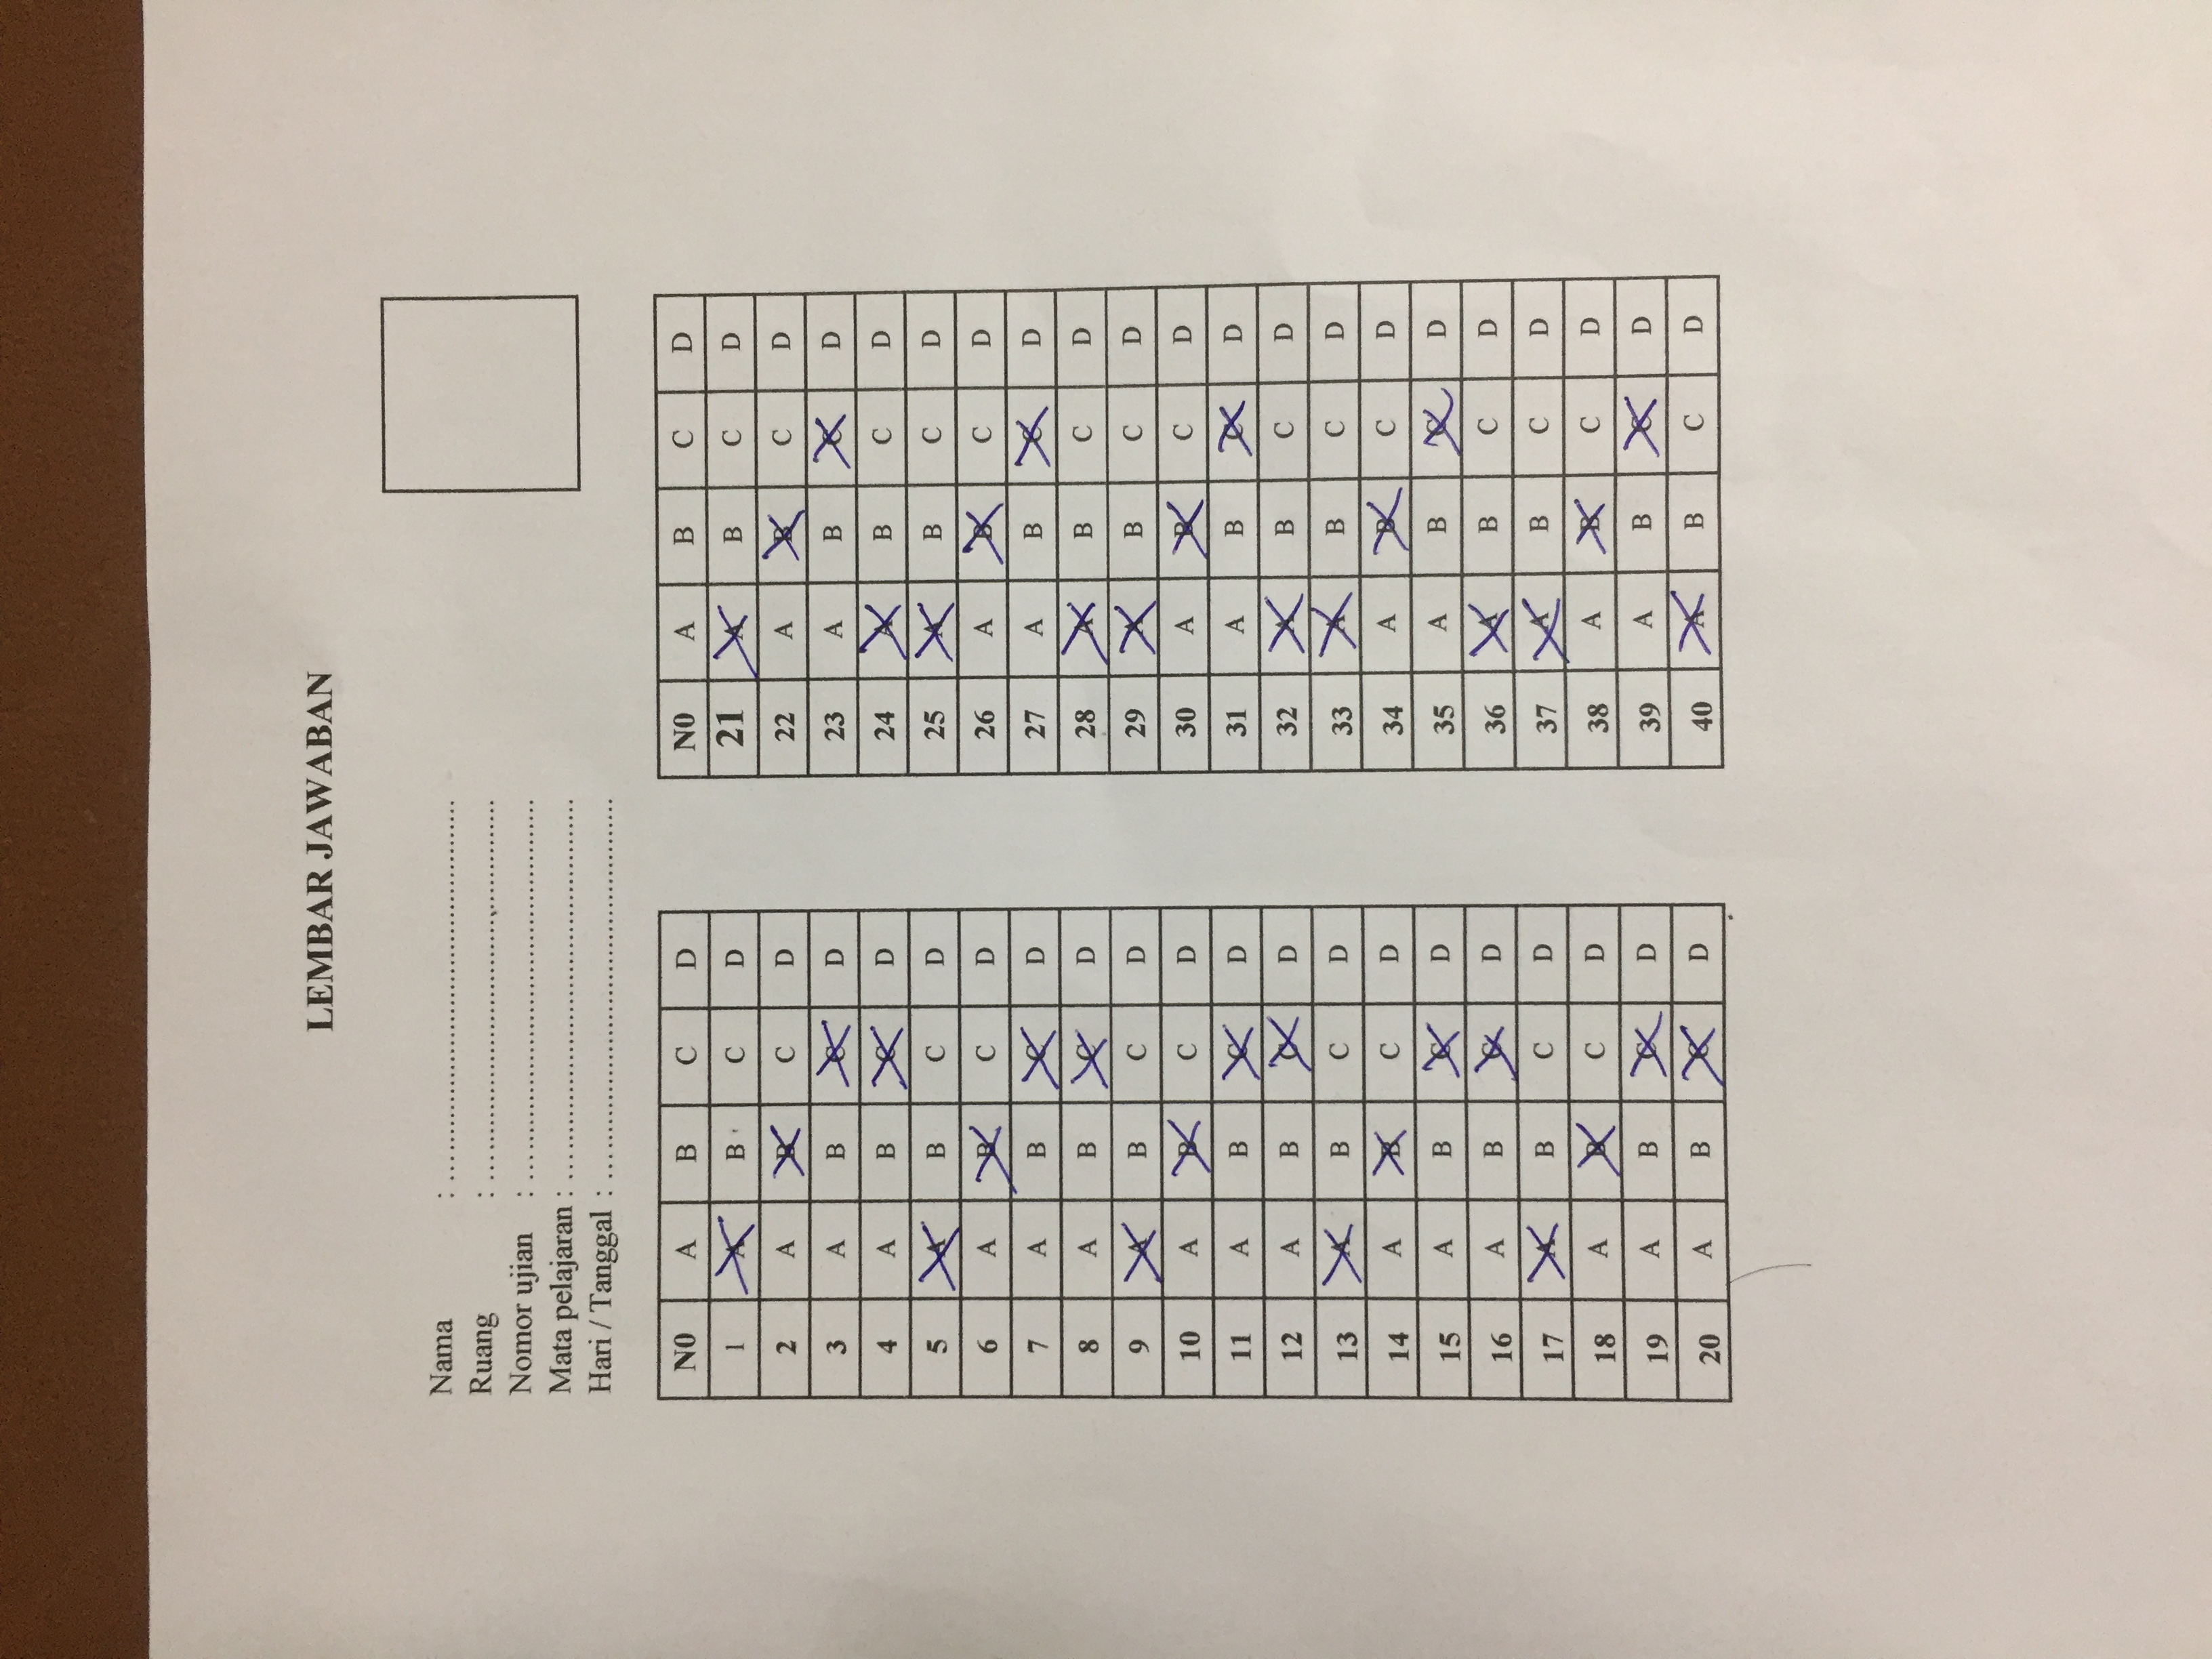 LEMBAR JAWABAN
Nama : ................................................
Ruang : ................................................
Nomor ujian : ................................................
Mata pelajaran : ................................................
Hari / Tanggal : ................................................
N0 A B C D
1 A B C D
2 A B C D
3 A B C D
4 A B C D
5 A B C D
6 A B C D
7 A B C D
8 A B C D
9 A B C D
10 A B C D
11 A B C D
12 A B C D
13 A B C D
14 A B C D
15 A B C D
16 A B C D
17 A B C D
18 A B C D
19 A B C D
20 A B C D
N0 A B C D
21 A B C D
22 A B C D
23 A B C D
24 A B C D
25 A B C D
26 A B C D
27 A B C D
28 A B C D
29 A B C D
30 A B C D
31 A B C D
32 A B C D
33 A B C D
34 A B C D
35 A B C D
36 A B C D
37 A B C D
38 A B C D
39 A B C D
40 A B C D